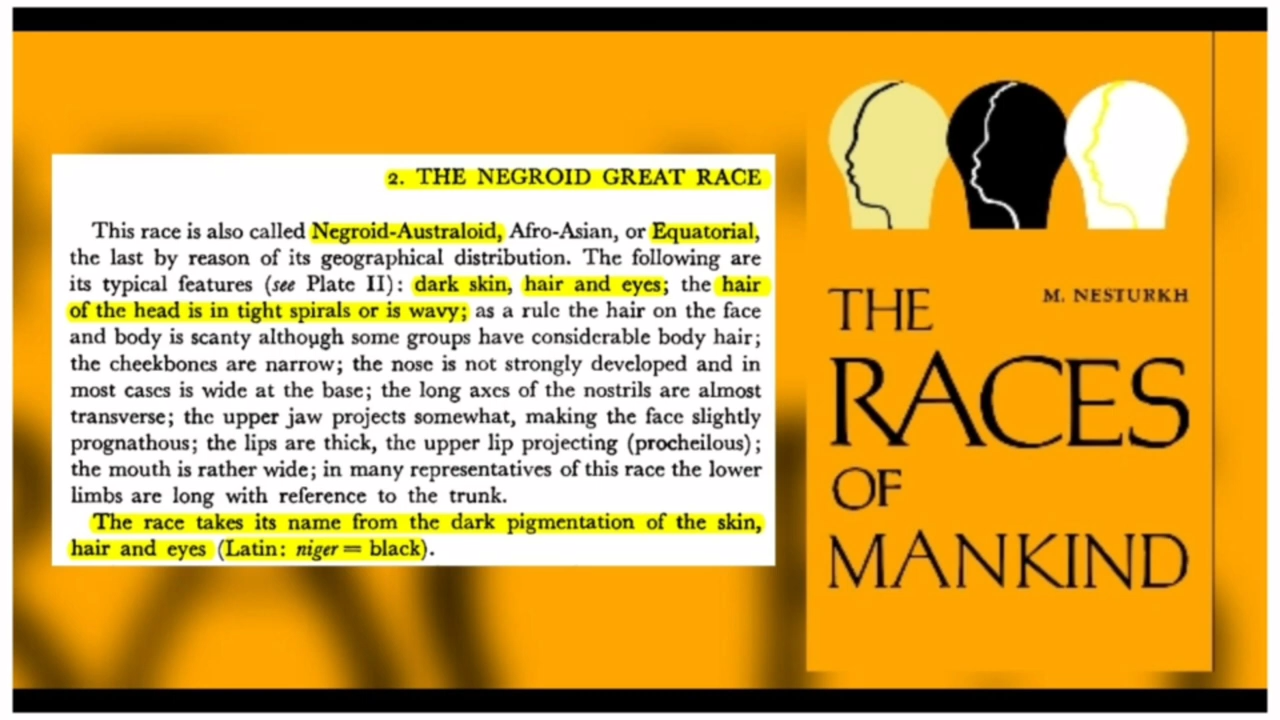 2. THE NEGROID GREAT RACE
This race is also called Negroid-Australoid, Afro-Asian, or Equatorial,
the last by reason of its geographical distribution. The following are
its typical features (see Plate II): dark skin, hair and eyes; the hair
of the head is in tight spirals or is wavy; as a rule the hair on the face
and body is scanty although some groups have considerable body hair;
the cheekbones are narrow; the nose is not strongly developed and in
most cases is wide at the base; the long axes of the nostrils are almost
transverse; the upper jaw projects somewhat, making the face slightly
prognathous; the lips are thick, the upper lip projecting (procheilous);
the mouth is rather wide; in many representatives of this race the lower
limbs are long with reference to the trunk.
The race takes its name from the dark pigmentation of the skin,
hair and eyes (Latin: niger = black).
M. NESTURKH
THE
RACES
OF
MANKIND